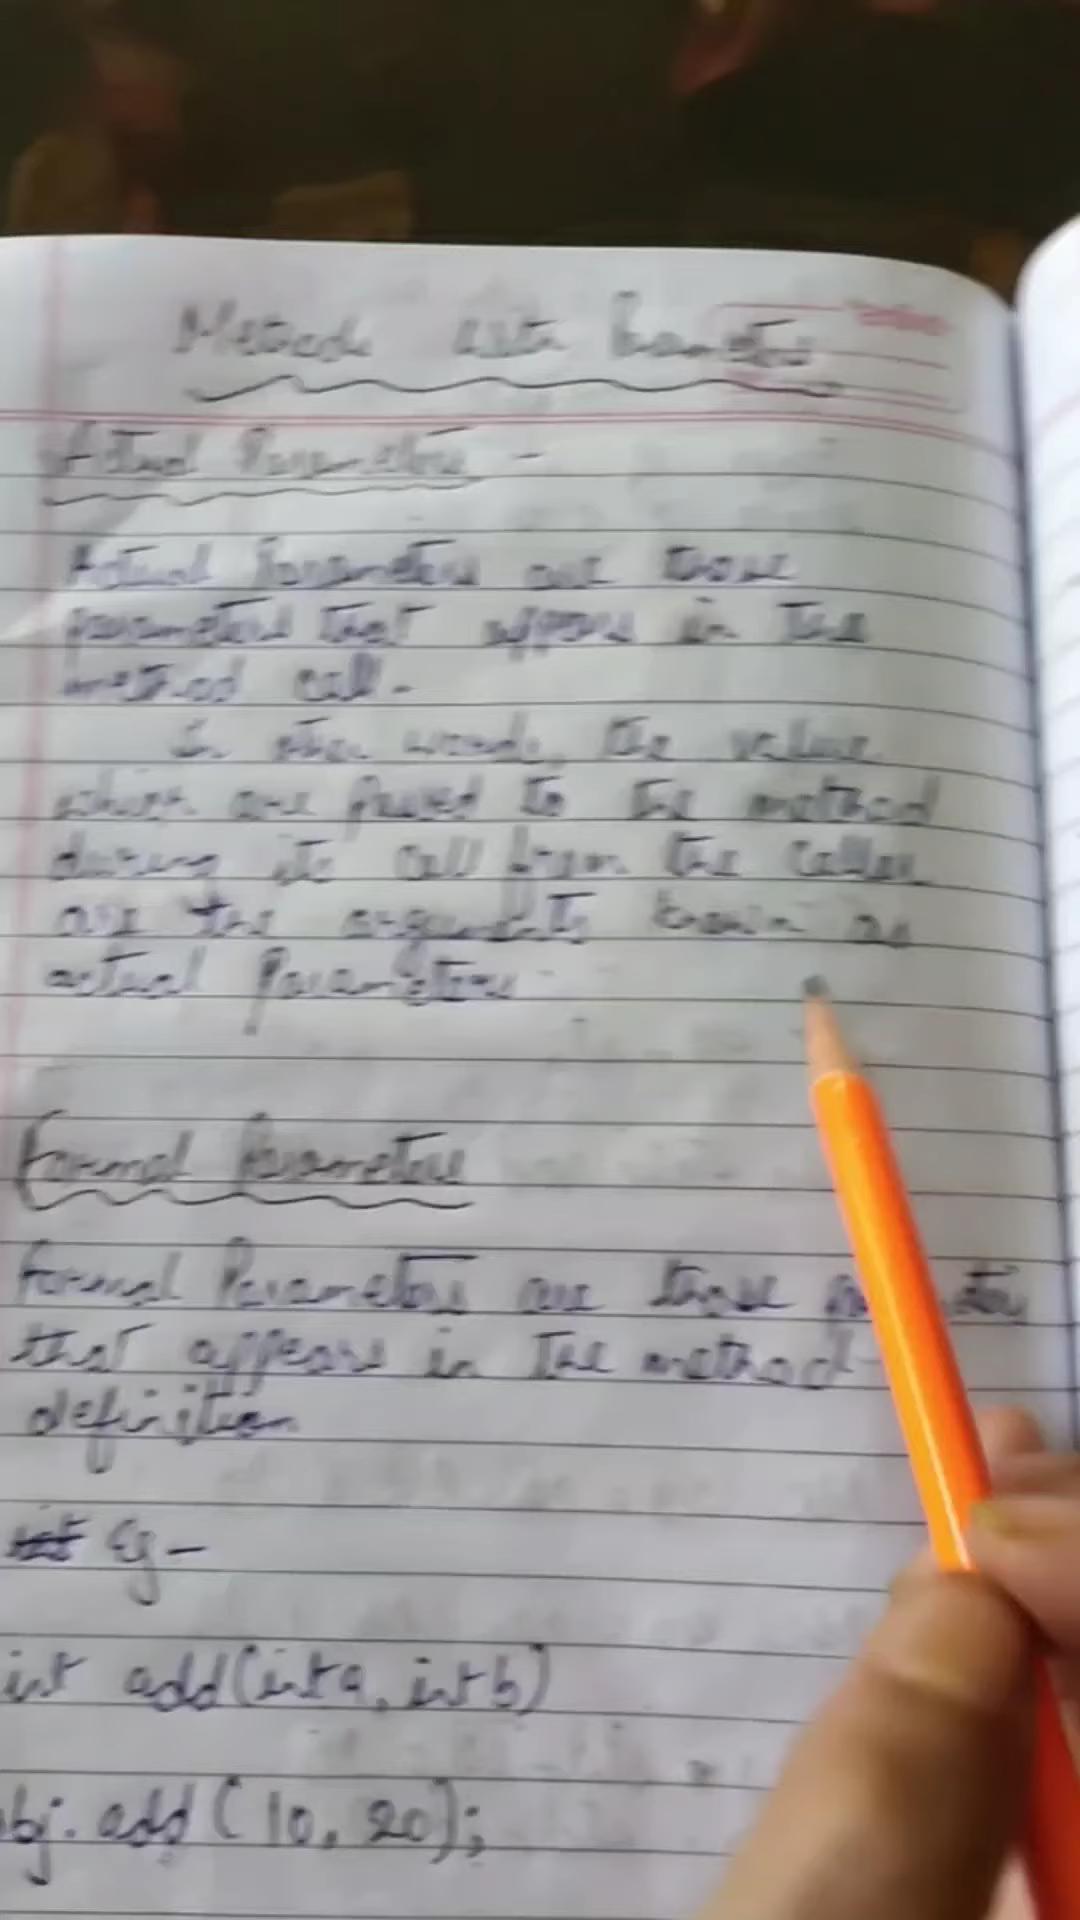 Methods with Parameters
Actual Parameters -
Actual Parameters are those
parameters that appears in the
method call.
In other words, the value
which are passed to the method
during its call from the caller
are the arguments known as
actual Parameters
Formal Parameters
Formal Parameters are those
that appears in the method
definition
Eg -
int add(int a, int b)
obj. add (10, 20);